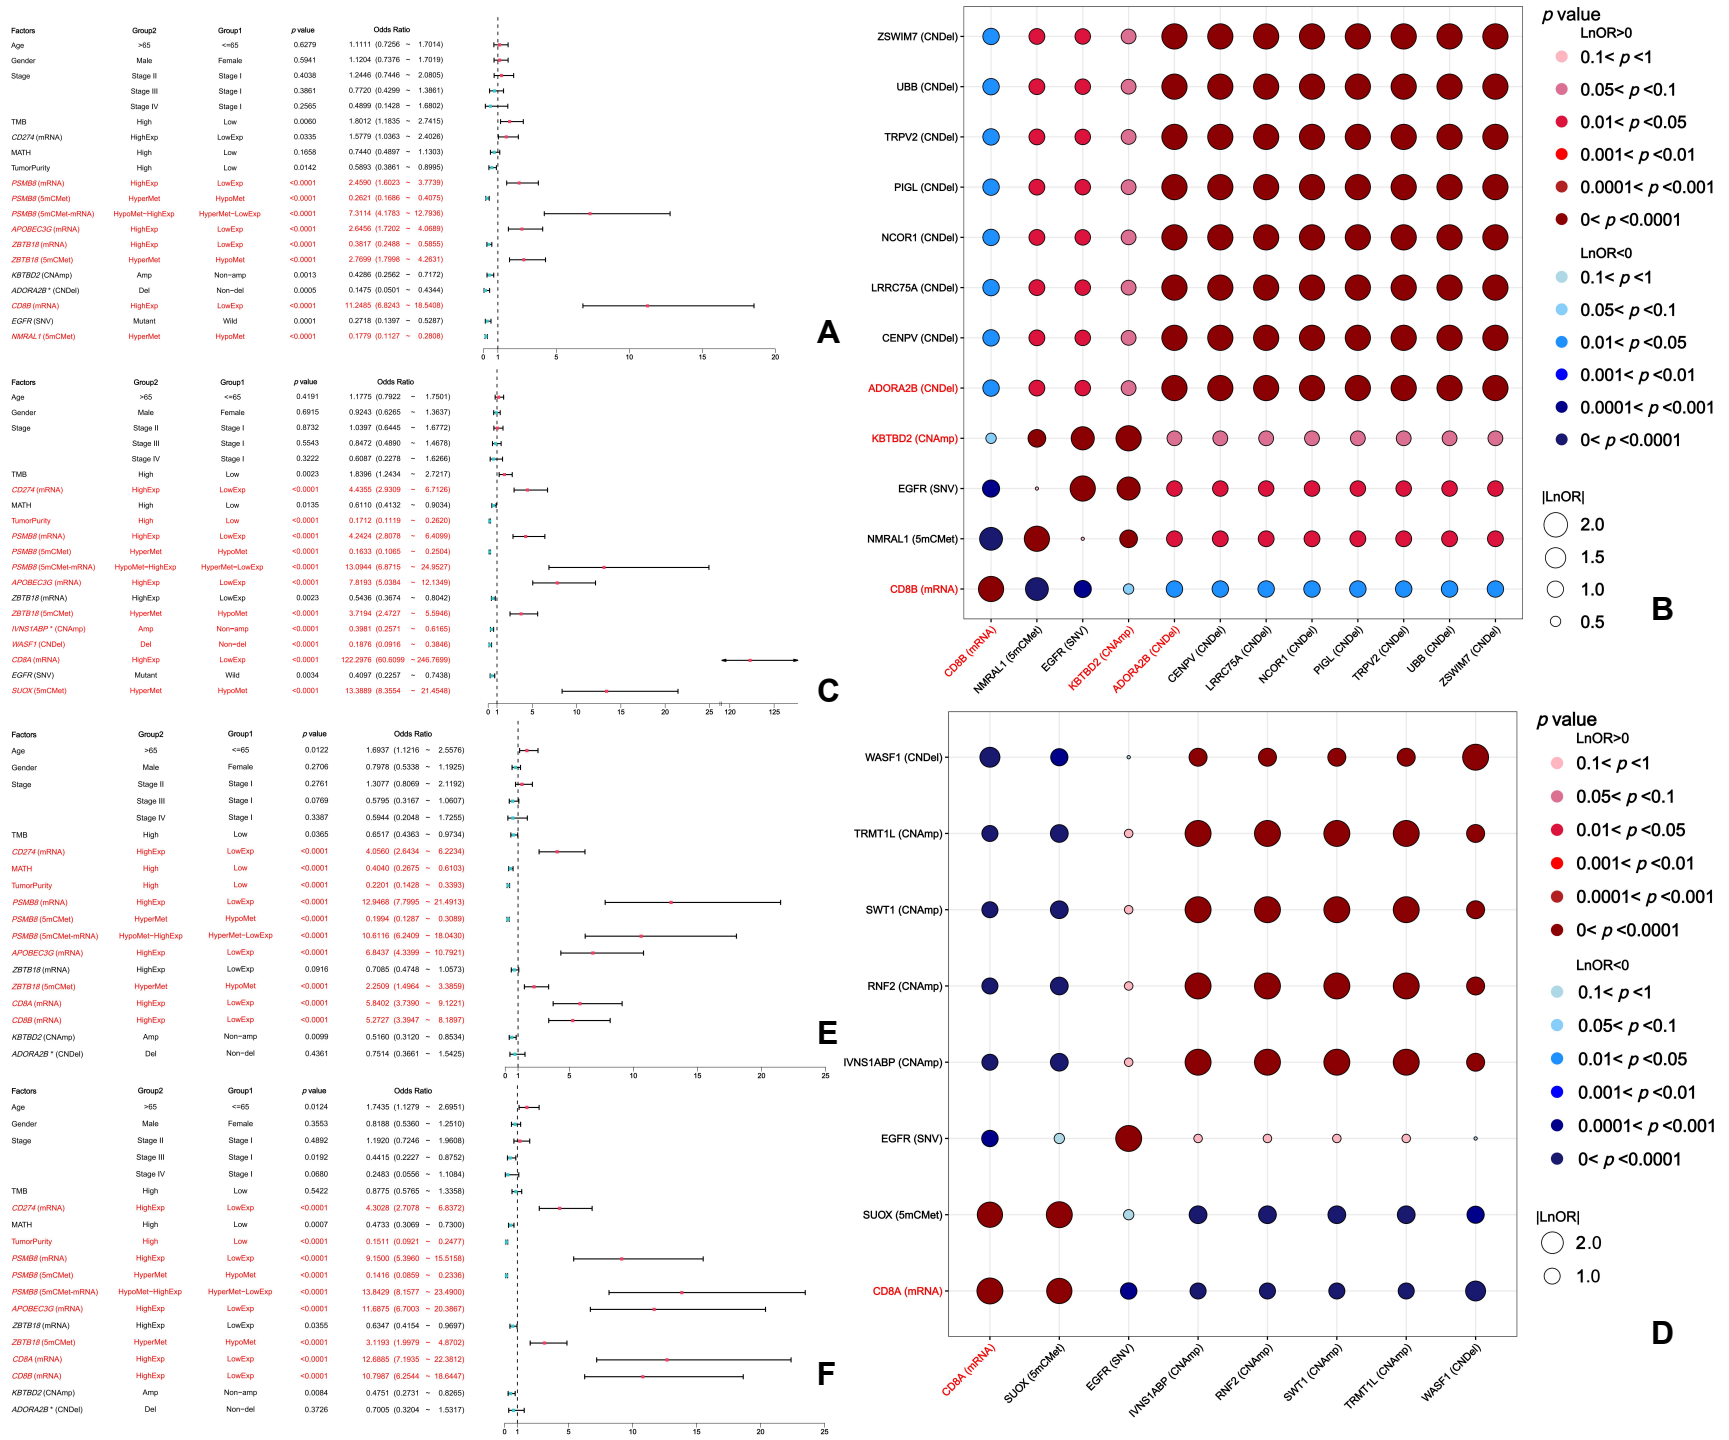 Factors Group2 Group1 p value Odds Ratio
Age >65 <=65 0.6279 1.1111 (0.7256 ~ 1.7014)
Gender Male Female 0.5941 1.1204 (0.7376 ~ 1.7019)
Stage Stage II Stage I 0.4038 1.2446 (0.7446 ~ 2.0805)
Stage III Stage I 0.3861 0.7720 (0.4299 ~ 1.3861)
Stage IV Stage I 0.2565 0.4899 (0.1428 ~ 1.6802)
TMB High Low 0.0060 1.8012 (1.1835 ~ 2.7415)
CD274 (mRNA) HighExp LowExp 0.0335 1.5779 (1.0363 ~ 2.4026)
MATH High Low 0.1658 0.7440 (0.4897 ~ 1.1303)
TumorPurity High Low 0.0142 0.5893 (0.3861 ~ 0.8995)
PSMB8 (mRNA) HighExp LowExp <0.0001 2.4590 (1.6023 ~ 3.7739)
PSMB8 (5mCMet) HyperMet HypoMet <0.0001 0.2621 (0.1686 ~ 0.4075)
PSMB8 (5mCMet-mRNA) HypoMet−HighExp HyperMet−LowExp <0.0001 7.3114 (4.1783 ~ 12.7936)
APOBEC3G (mRNA) HighExp LowExp <0.0001 2.6456 (1.7202 ~ 4.0689)
ZBTB18 (mRNA) HighExp LowExp <0.0001 0.3817 (0.2488 ~ 0.5855)
ZBTB18 (5mCMet) HyperMet HypoMet <0.0001 2.7699 (1.7998 ~ 4.2631)
KBTBD2 (CNAmp) Amp Non−amp 0.0013 0.4286 (0.2562 ~ 0.7172)
ADORA2B * (CNDel) Del Non−del 0.0005 0.1475 (0.0501 ~ 0.4344)
CD8B (mRNA) HighExp LowExp <0.0001 11.2485 (6.8243 ~ 18.5408)
EGFR (SNV) Mutant Wild 0.0001 0.2718 (0.1397 ~ 0.5287)
NMRAL1 (5mCMet) HyperMet HypoMet <0.0001 0.1779 (0.1127 ~ 0.2808)
0 1 5 10 15 20
A
Factors Group2 Group1 p value Odds Ratio
Age >65 <=65 0.4191 1.1775 (0.7922 ~ 1.7501)
Gender Male Female 0.6915 0.9243 (0.6265 ~ 1.3637)
Stage Stage II Stage I 0.8732 1.0397 (0.6445 ~ 1.6772)
Stage III Stage I 0.5543 0.8472 (0.4890 ~ 1.4678)
Stage IV Stage I 0.3222 0.6087 (0.2278 ~ 1.6266)
TMB High Low 0.0023 1.8396 (1.2434 ~ 2.7217)
CD274 (mRNA) HighExp LowExp <0.0001 4.4355 (2.9309 ~ 6.7126)
MATH High Low 0.0135 0.6110 (0.4132 ~ 0.9034)
TumorPurity High Low <0.0001 0.1712 (0.1119 ~ 0.2620)
PSMB8 (mRNA) HighExp LowExp <0.0001 4.2424 (2.8078 ~ 6.4099)
PSMB8 (5mCMet) HyperMet HypoMet <0.0001 0.1633 (0.1065 ~ 0.2504)
PSMB8 (5mCMet-mRNA) HypoMet−HighExp HyperMet−LowExp <0.0001 13.0944 (6.8715 ~ 24.9527)
APOBEC3G (mRNA) HighExp LowExp <0.0001 7.8193 (5.0384 ~ 12.1349)
ZBTB18 (mRNA) HighExp LowExp 0.0023 0.5436 (0.3674 ~ 0.8042)
ZBTB18 (5mCMet) HyperMet HypoMet <0.0001 3.7194 (2.4727 ~ 5.5946)
IVNS1ABP * (CNAmp) Amp Non−amp <0.0001 0.3981 (0.2571 ~ 0.6165)
WASF1 (CNDel) Del Non−del <0.0001 0.1876 (0.0916 ~ 0.3846)
CD8A (mRNA) HighExp LowExp <0.0001 122.2976 (60.6099 ~ 246.7699)
EGFR (SNV) Mutant Wild 0.0034 0.4097 (0.2257 ~ 0.7438)
SUOX (5mCMet) HyperMet HypoMet <0.0001 13.3889 (8.3554 ~ 21.4548)
0 1 5 10 15 20 25 120 125
C
Factors Group2 Group1 p value Odds Ratio
Age >65 <=65 0.0122 1.6937 (1.1216 ~ 2.5576)
Gender Male Female 0.2706 0.7978 (0.5338 ~ 1.1925)
Stage Stage II Stage I 0.2761 1.3077 (0.8069 ~ 2.1192)
Stage III Stage I 0.0769 0.5795 (0.3167 ~ 1.0607)
Stage IV Stage I 0.3387 0.5944 (0.2048 ~ 1.7255)
TMB High Low 0.0365 0.6517 (0.4363 ~ 0.9734)
CD274 (mRNA) HighExp LowExp <0.0001 4.0560 (2.6434 ~ 6.2234)
MATH High Low <0.0001 0.4040 (0.2675 ~ 0.6103)
TumorPurity High Low <0.0001 0.2201 (0.1428 ~ 0.3393)
PSMB8 (mRNA) HighExp LowExp <0.0001 12.9468 (7.7995 ~ 21.4913)
PSMB8 (5mCMet) HyperMet HypoMet <0.0001 0.1994 (0.1287 ~ 0.3089)
PSMB8 (5mCMet-mRNA) HypoMet−HighExp HyperMet−LowExp <0.0001 10.6116 (6.2409 ~ 18.0430)
APOBEC3G (mRNA) HighExp LowExp <0.0001 6.8437 (4.3399 ~ 10.7921)
ZBTB18 (mRNA) HighExp LowExp 0.0916 0.7085 (0.4748 ~ 1.0573)
ZBTB18 (5mCMet) HyperMet HypoMet <0.0001 2.2509 (1.4964 ~ 3.3859)
CD8A (mRNA) HighExp LowExp <0.0001 5.8402 (3.7390 ~ 9.1221)
CD8B (mRNA) HighExp LowExp <0.0001 5.2727 (3.3947 ~ 8.1897)
KBTBD2 (CNAmp) Amp Non−amp 0.0099 0.5160 (0.3120 ~ 0.8534)
ADORA2B * (CNDel) Del Non−del 0.4361 0.7514 (0.3661 ~ 1.5425)
0 1 5 10 15 20 25
E
Factors Group2 Group1 p value Odds Ratio
Age >65 <=65 0.0124 1.7435 (1.1279 ~ 2.6951)
Gender Male Female 0.3553 0.8188 (0.5360 ~ 1.2510)
Stage Stage II Stage I 0.4892 1.1920 (0.7246 ~ 1.9608)
Stage III Stage I 0.0192 0.4415 (0.2227 ~ 0.8752)
Stage IV Stage I 0.0680 0.2483 (0.0556 ~ 1.1084)
TMB High Low 0.5422 0.8775 (0.5765 ~ 1.3358)
CD274 (mRNA) HighExp LowExp <0.0001 4.3028 (2.7078 ~ 6.8372)
MATH High Low 0.0007 0.4733 (0.3069 ~ 0.7300)
TumorPurity High Low <0.0001 0.1511 (0.0921 ~ 0.2477)
PSMB8 (mRNA) HighExp LowExp <0.0001 9.1500 (5.3960 ~ 15.5158)
PSMB8 (5mCMet) HyperMet HypoMet <0.0001 0.1416 (0.0859 ~ 0.2336)
PSMB8 (5mCMet-mRNA) HypoMet−HighExp HyperMet−LowExp <0.0001 13.8429 (8.1577 ~ 23.4900)
APOBEC3G (mRNA) HighExp LowExp <0.0001 11.6875 (6.7003 ~ 20.3867)
ZBTB18 (mRNA) HighExp LowExp 0.0355 0.6347 (0.4154 ~ 0.9697)
ZBTB18 (5mCMet) HyperMet HypoMet <0.0001 3.1193 (1.9979 ~ 4.8702)
CD8A (mRNA) HighExp LowExp <0.0001 12.6885 (7.1935 ~ 22.3812)
CD8B (mRNA) HighExp LowExp <0.0001 10.7987 (6.2544 ~ 18.6447)
KBTBD2 (CNAmp) Amp Non−amp 0.0084 0.4751 (0.2731 ~ 0.8265)
ADORA2B * (CNDel) Del Non−del 0.3726 0.7005 (0.3204 ~ 1.5317)
0 1 5 10 15 20 25
F
ZSWIM7 (CNDel)
UBB (CNDel)
TRPV2 (CNDel)
PIGL (CNDel)
NCOR1 (CNDel)
LRRC75A (CNDel)
CENPV (CNDel)
ADORA2B (CNDel)
KBTBD2 (CNAmp)
EGFR (SNV)
NMRAL1 (5mCMet)
CD8B (mRNA)
CD8B (mRNA)
NMRAL1 (5mCMet)
EGFR (SNV)
KBTBD2 (CNAmp)
ADORA2B (CNDel)
CENPV (CNDel)
LRRC75A (CNDel)
NCOR1 (CNDel)
PIGL (CNDel)
TRPV2 (CNDel)
UBB (CNDel)
ZSWIM7 (CNDel)
p value
LnOR>0
0.1< p <1
0.05< p <0.1
0.01< p <0.05
0.001< p <0.01
0.0001< p <0.001
0< p <0.0001
LnOR<0
0.1< p <1
0.05< p <0.1
0.01< p <0.05
0.001< p <0.01
0.0001< p <0.001
0< p <0.0001
|LnOR|
2.0
1.5
1.0
0.5
B
WASF1 (CNDel)
TRMT1L (CNAmp)
SWT1 (CNAmp)
RNF2 (CNAmp)
IVNS1ABP (CNAmp)
EGFR (SNV)
SUOX (5mCMet)
CD8A (mRNA)
CD8A (mRNA)
SUOX (5mCMet)
EGFR (SNV)
IVNS1ABP (CNAmp)
RNF2 (CNAmp)
SWT1 (CNAmp)
TRMT1L (CNAmp)
WASF1 (CNDel)
p value
LnOR>0
0.1< p <1
0.05< p <0.1
0.01< p <0.05
0.001< p <0.01
0.0001< p <0.001
0< p <0.0001
LnOR<0
0.1< p <1
0.05< p <0.1
0.01< p <0.05
0.001< p <0.01
0.0001< p <0.001
0< p <0.0001
|LnOR|
2.0
1.0
D